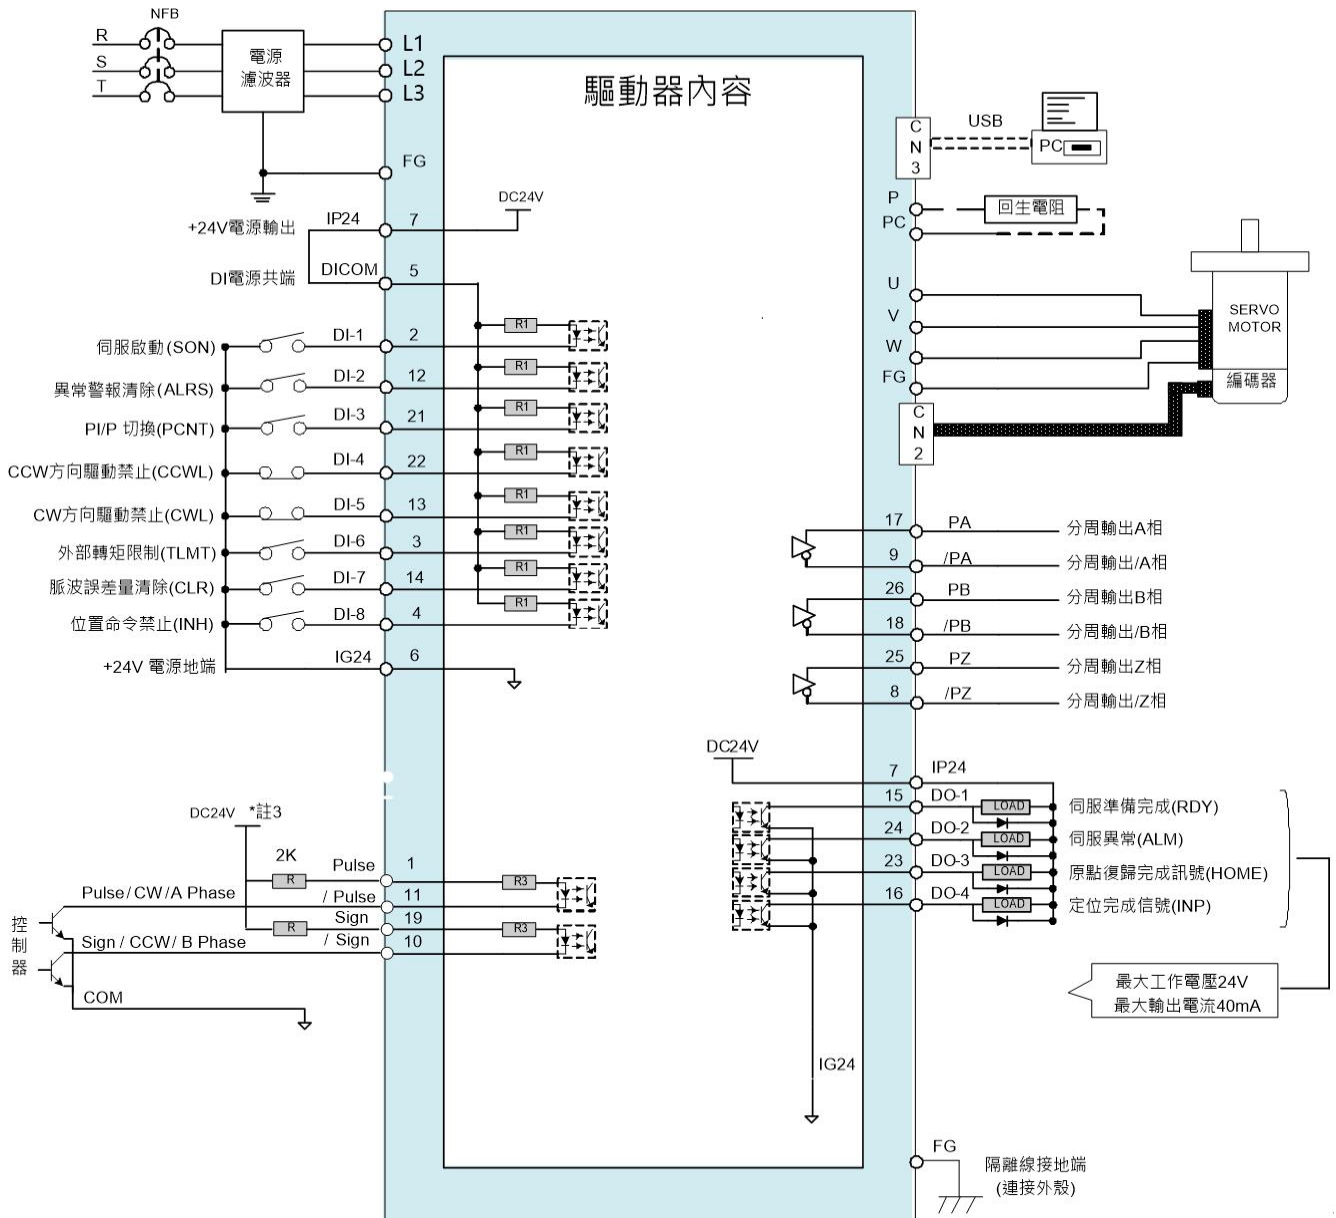 NFB
R
S
T
電源
濾波器
L1
L2
L3
驅動器內容
FG
+24V電源輸出
IP24
7
DC24V
DI電源共端
DICOM
5
伺服啟動(SON)
DI-1
2
R1
異常警報清除(ALRS)
DI-2
12
R1
PI/P 切換(PCNT)
DI-3
21
R1
CCW方向驅動禁止(CCWL)
DI-4
22
R1
CW方向驅動禁止(CWL)
DI-5
13
R1
外部轉矩限制(TLMT)
DI-6
3
R1
脈波誤差量清除(CLR)
DI-7
14
R1
位置命令禁止(INH)
DI-8
4
R1
+24V 電源地端
IG24
6
DC24V
*註3
2K
R
Pulse
1
R3
Pulse/CW/A Phase
/ Pulse
11
Sign
19
R
R3
Sign / CCW/ B Phase
/ Sign
10
控
制
器
COM
C
N
3
USB
PC
P
PC
回生電阻
U
V
W
FG
SERVO
MOTOR
編碼器
C
N
2
17
PA
分周輸出A相
9
/PA
分周輸出/A相
26
PB
分周輸出B相
18
/PB
分周輸出/B相
25
PZ
分周輸出Z相
8
/PZ
分周輸出/Z相
DC24V
7
IP24
15
DO-1
LOAD
伺服準備完成(RDY)
24
DO-2
LOAD
伺服異常(ALM)
23
DO-3
LOAD
原點復歸完成訊號(HOME)
16
DO-4
LOAD
定位完成信號(INP)
最大工作電壓24V
最大輸出電流40mA
IG24
FG
隔離線接地端
(連接外殼)